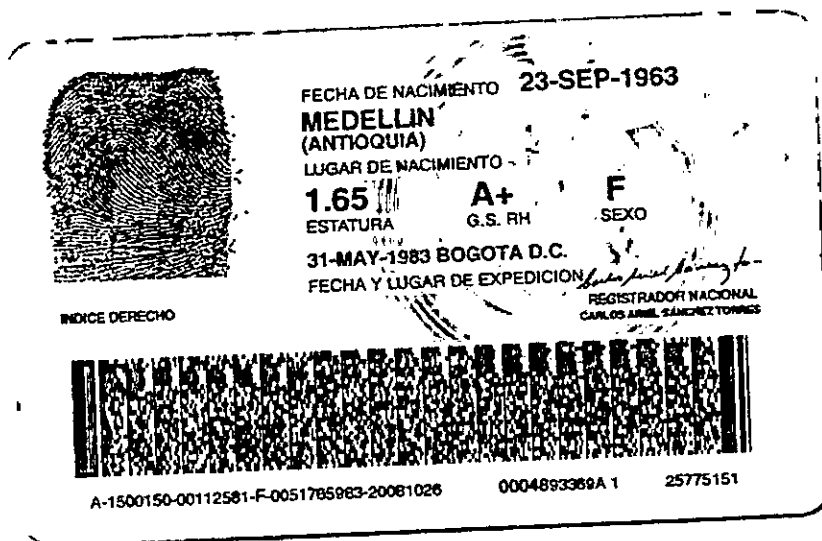 FECHA DE NACIMIENTO 23-SEP-1963
MEDELLIN
(ANTIOQUIA)
LUGAR DE NACIMIENTO
1.65 A+ F
ESTATURA G.S. RH SEXO
31-MAY-1983 BOGOTA D.C.
FECHA Y LUGAR DE EXPEDICION
INDICE DERECHO
REGISTRADOR NACIONAL
CARLOS ARIEL SÁNCHEZ TORRES
A-1500150-00112581-F-0051785983-20081026 0004893369A 1 25775151